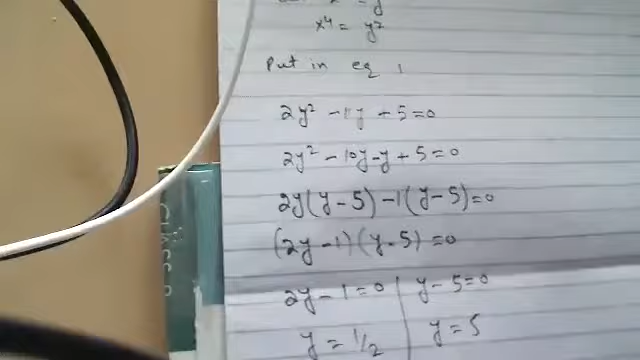 x⁴ = y²
Put in eq 1
2y² - 11y + 5 = 0
2y² - 10y - y + 5 = 0
2y(y - 5) - 1(y - 5) = 0
(2y - 1)(y - 5) = 0
2y - 1 = 0 | y - 5 = 0
y = 1/2 | y = 5